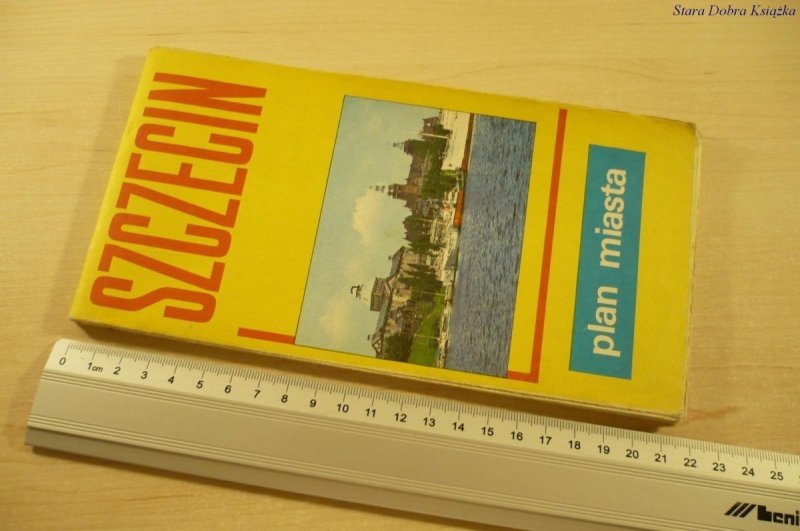 Stara Dobra Książka
SZCZECIN
plan miasta
0 1cm 2 3 4 5 6 7 8 9 10 11 12 13 14 15 16 17 18 19 20 21 22 23 24 25